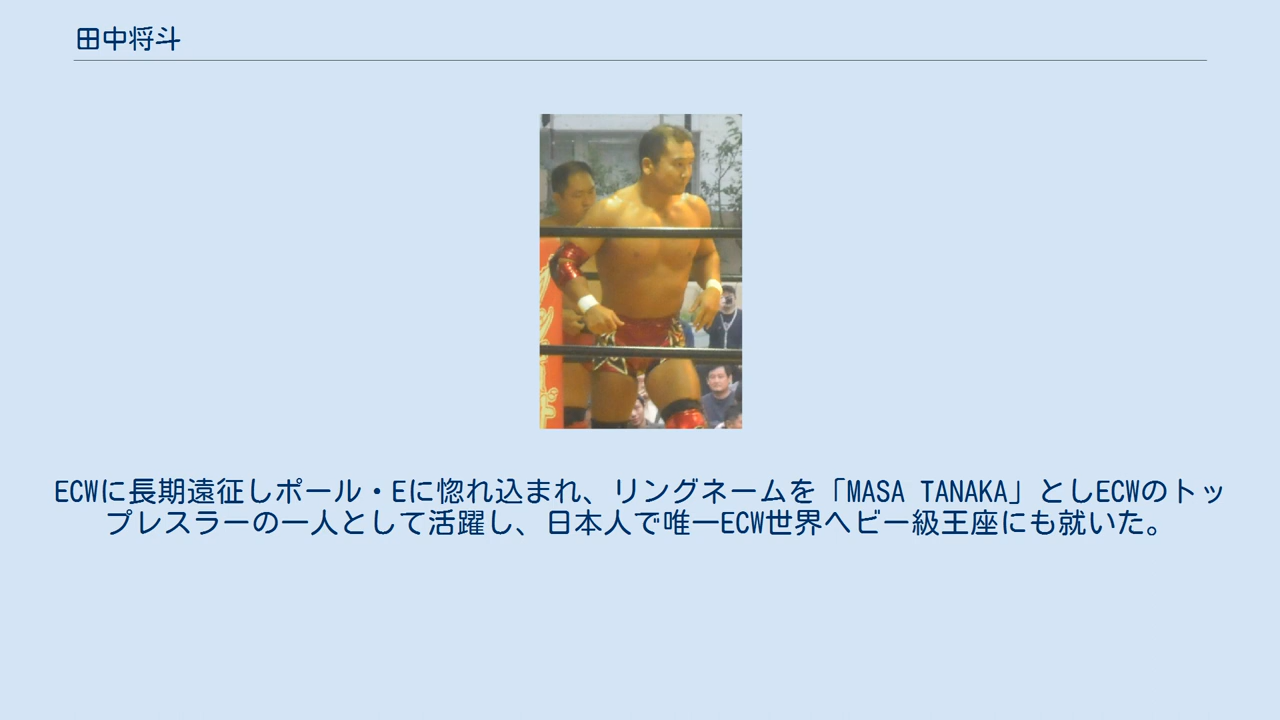 田中将斗
ECWに長期遠征しポール・Eに惚れ込まれ、リングネームを「MASA TANAKA」としECWのトッ
プレスラーの一人として活躍し、日本人で唯一ECW世界ヘビー級王座にも就いた。